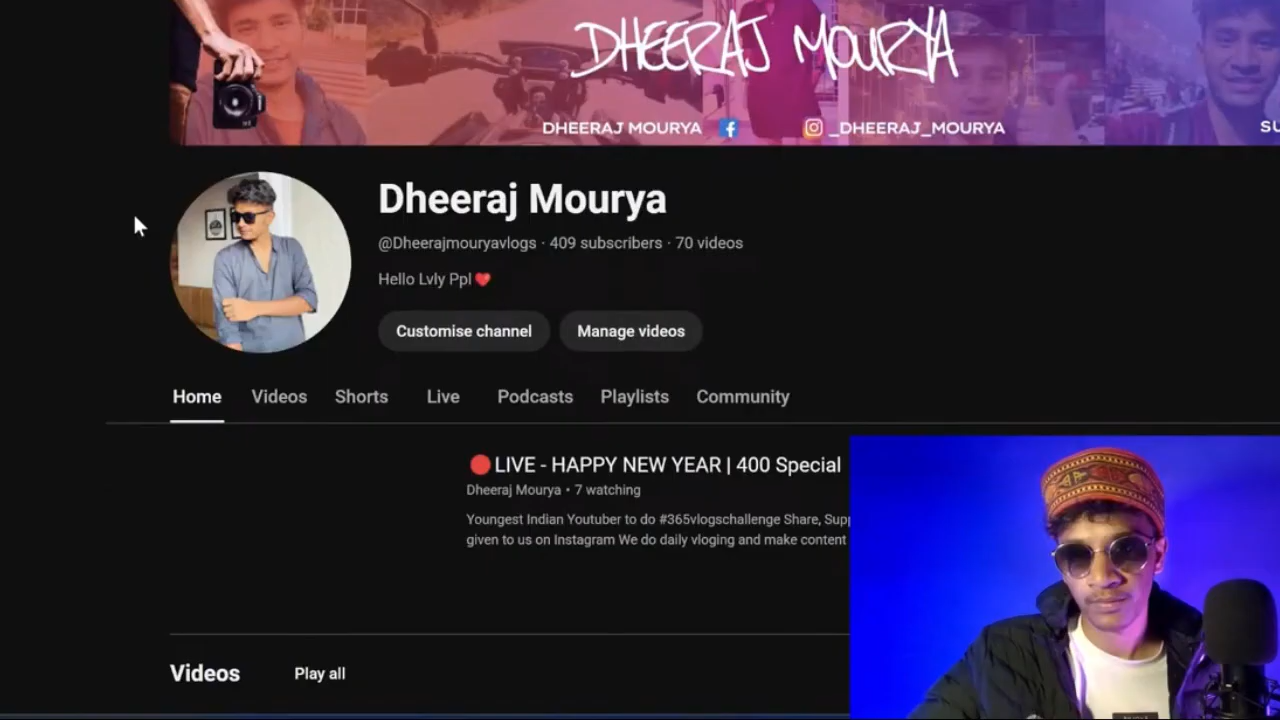 DHEERAJ MOURYA
DHEERAJ MOURYA _DHEERAJ_MOURYA SU
Dheeraj Mourya
@Dheerajmouryavlogs · 409 subscribers · 70 videos
Hello Lvly Ppl❤️
Customise channel Manage videos
Home Videos Shorts Live Podcasts Playlists Community
🔴LIVE - HAPPY NEW YEAR | 400 Special
Dheeraj Mourya • 7 watching
Youngest Indian Youtuber to do #365vlogschallenge Share, Supp
given to us on Instagram We do daily vloging and make content
Videos Play all